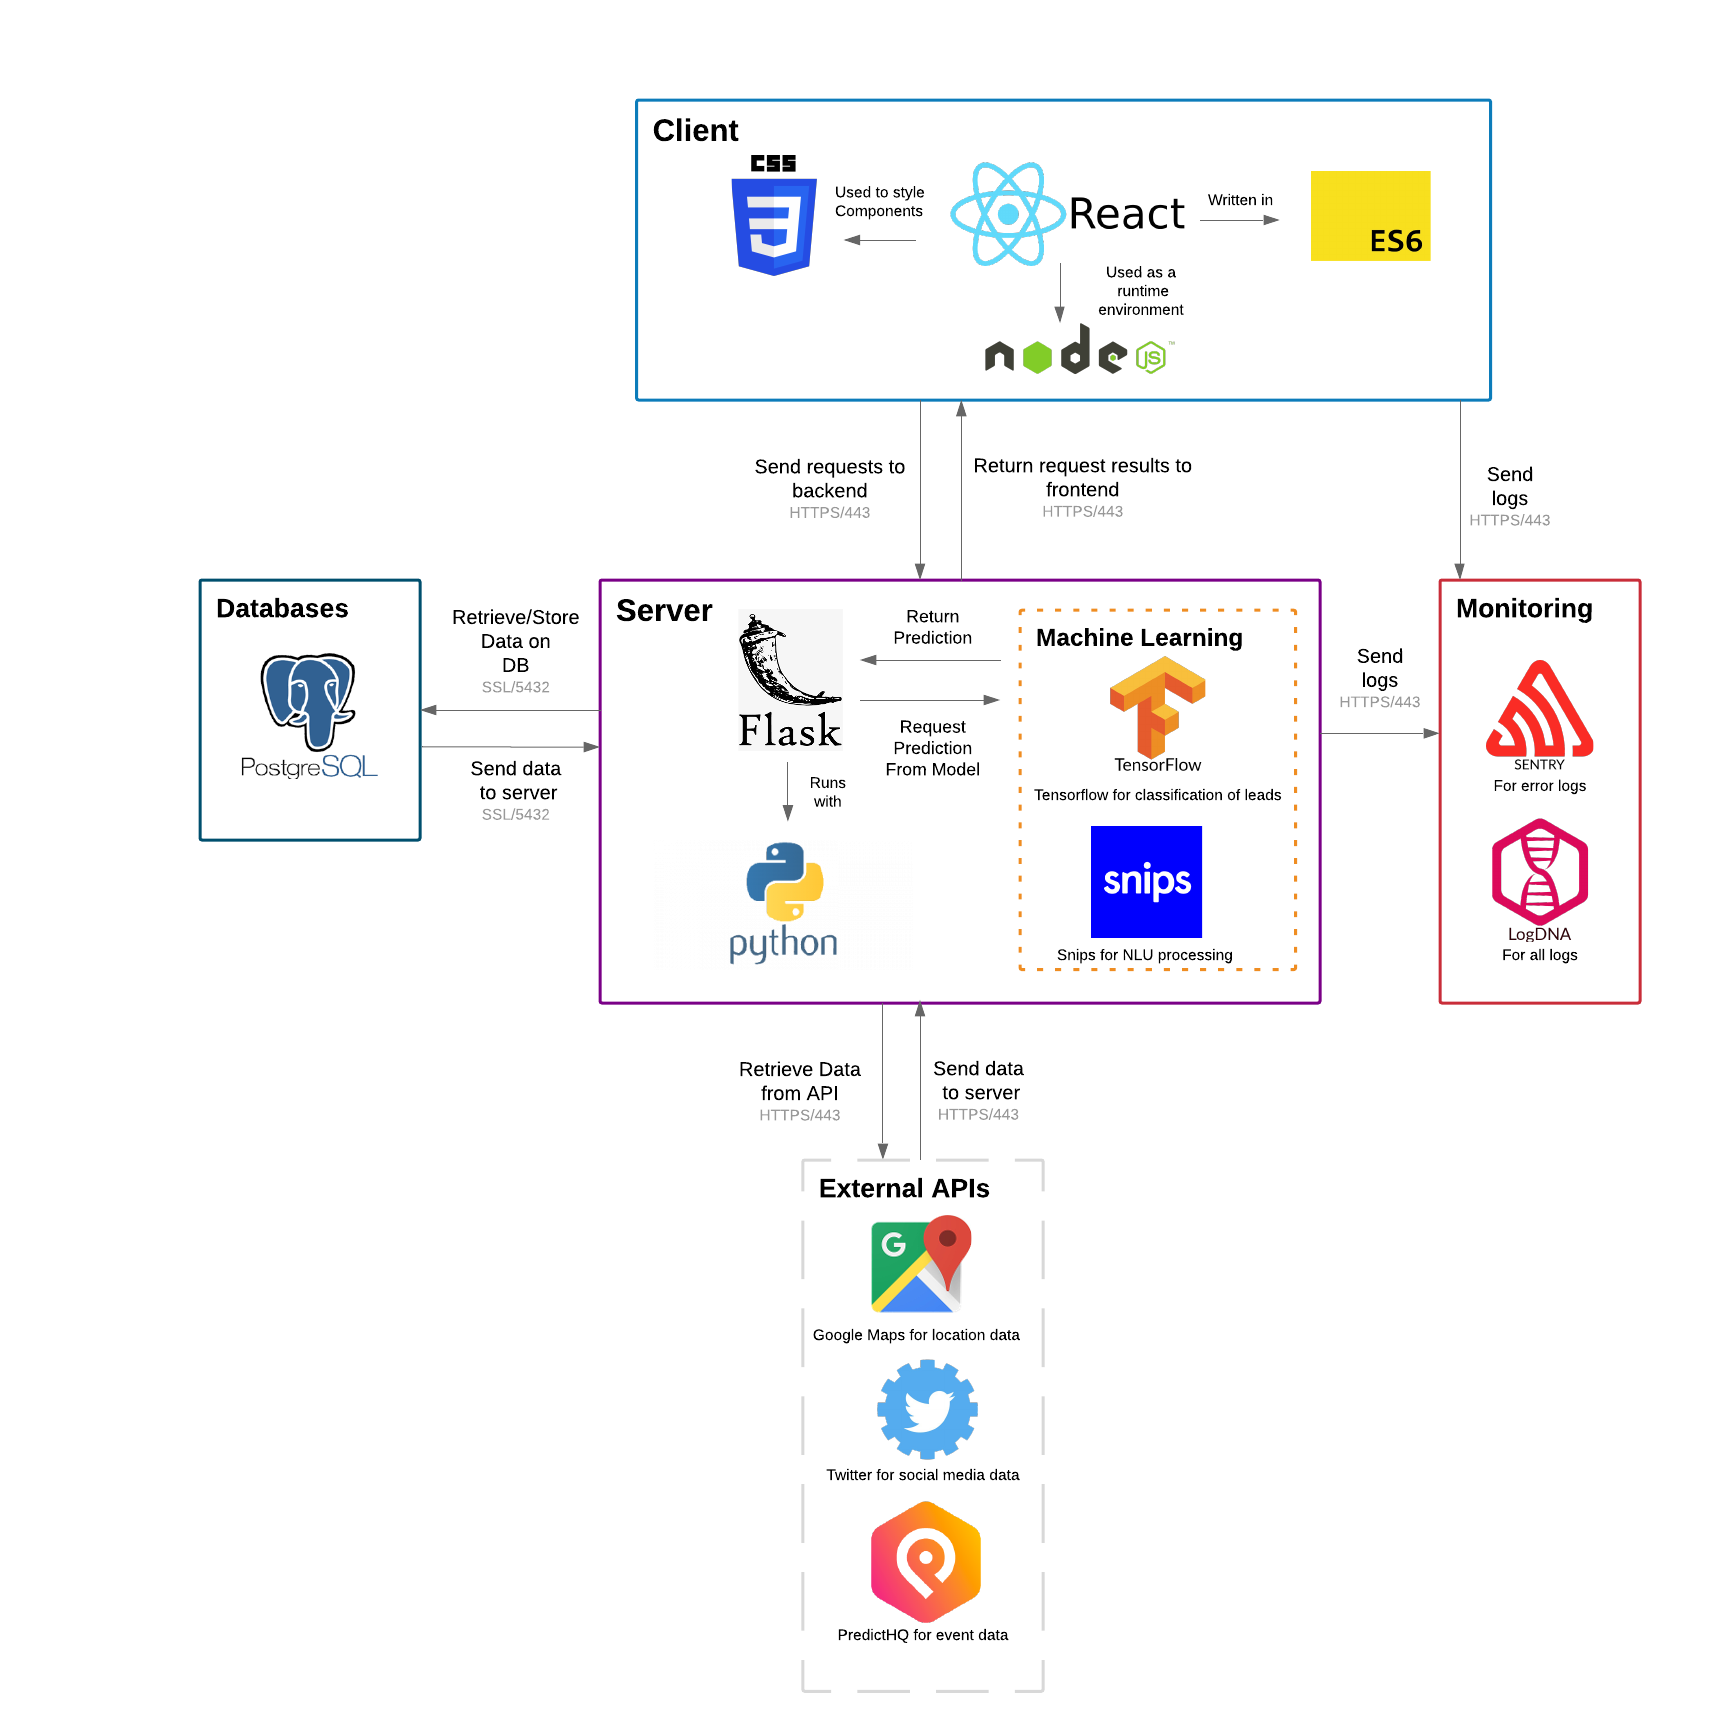 Client
CSS
Used to style
Components
React
Written in
ES6
Used as a
runtime
environment
node
JS
TM
Send requests to
backend
HTTPS/443
Return request results to
frontend
HTTPS/443
Send
logs
HTTPS/443
Databases
PostgreSQL
Retrieve/Store
Data on
DB
SSL/5432
Send data
to server
SSL/5432
Server
Flask
Runs
with
python
Return
Prediction
Request
Prediction
From Model
Machine Learning
TensorFlow
Tensorflow for classification of leads
snips
Snips for NLU processing
Send
logs
HTTPS/443
Monitoring
SENTRY
For error logs
LogDNA
For all logs
Retrieve Data
from API
HTTPS/443
Send data
to server
HTTPS/443
External APIs
G
Google Maps for location data
Twitter for social media data
PredictHQ for event data